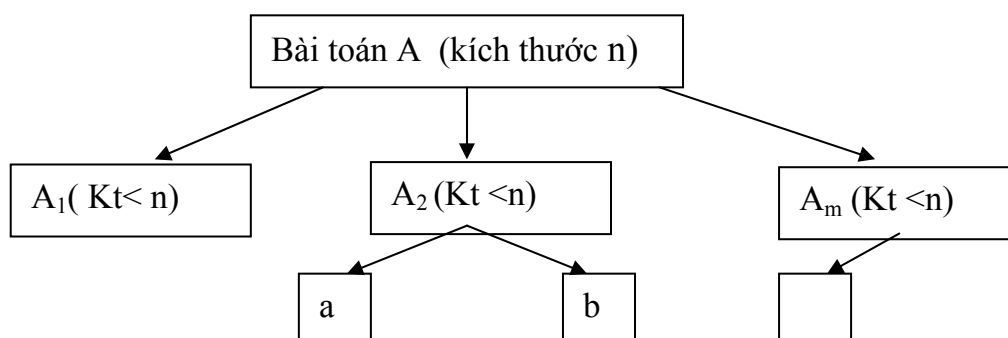 Bài toán A (kích thước n)
A₁( Kt< n)
A₂ (Kt <n)
Aₘ (Kt <n)
a
b